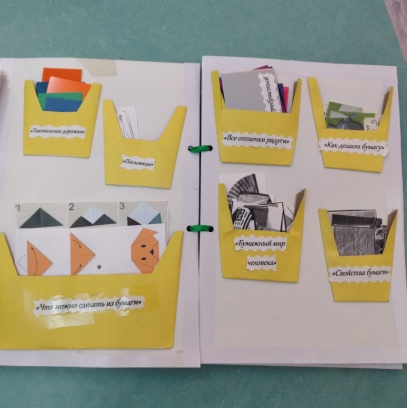 «Тактильная дорожка»
«Пословицы»
1 2 3
«Что можно сделать из бумаги»
«Все оттенки радуги»
«Как делают бумагу»
«Бумажный мир
человека»
«Свойства бумаги»